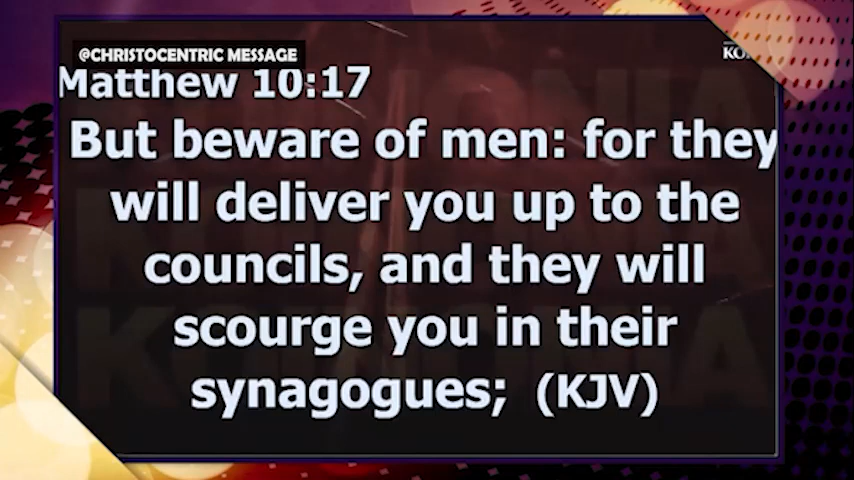 @CHRISTOCENTRIC MESSAGE
Matthew 10:17
But beware of men: for they
will deliver you up to the
councils, and they will
scourge you in their
synagogues; (KJV)